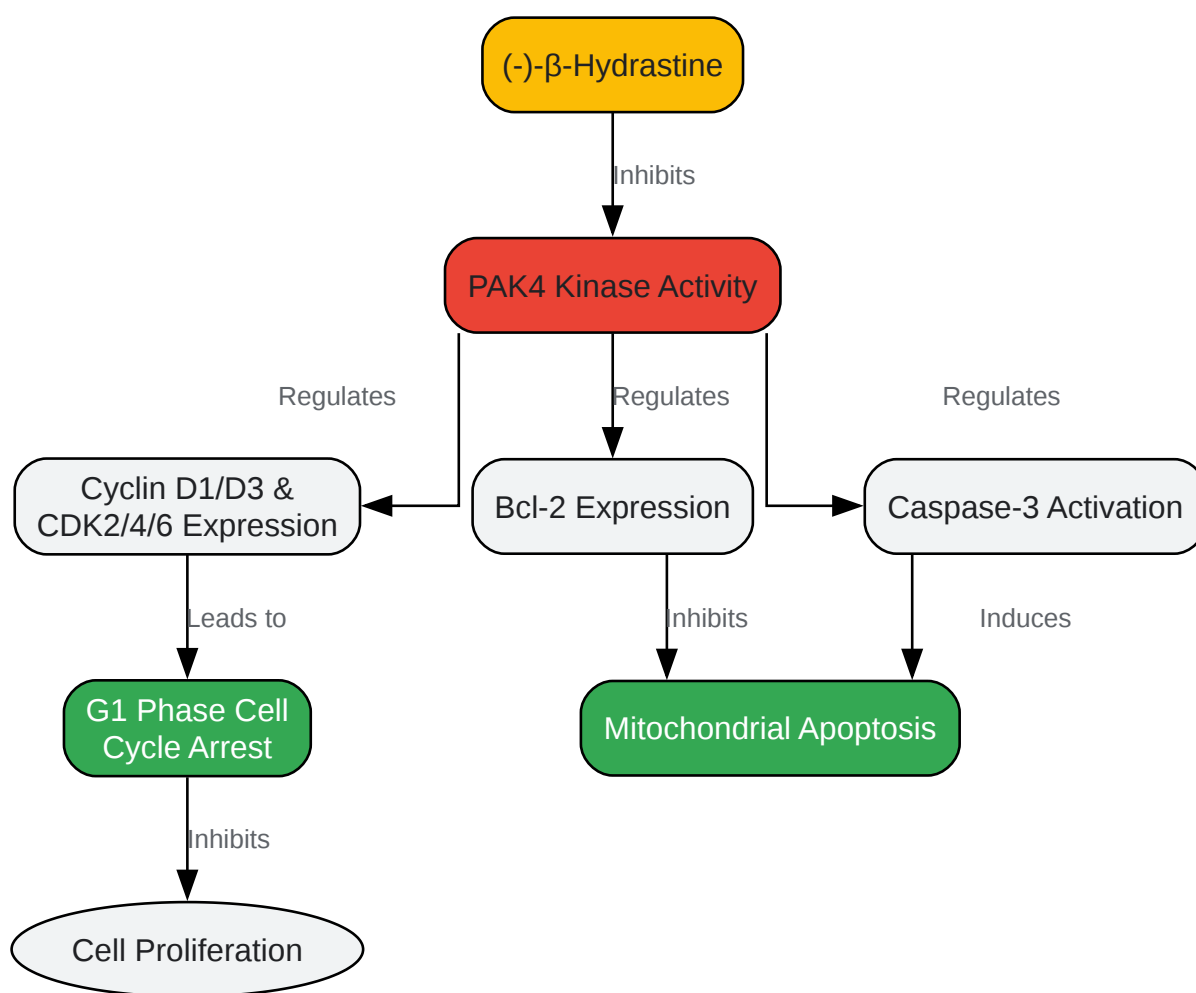 (-)-β-Hydrastine
Inhibits
PAK4 Kinase Activity
Regulates
Regulates
Regulates
Cyclin D1/D3 &
CDK2/4/6 Expression
Bcl-2 Expression
Caspase-3 Activation
Leads to
Inhibits
Induces
G1 Phase Cell
Cycle Arrest
Mitochondrial Apoptosis
Inhibits
Cell Proliferation